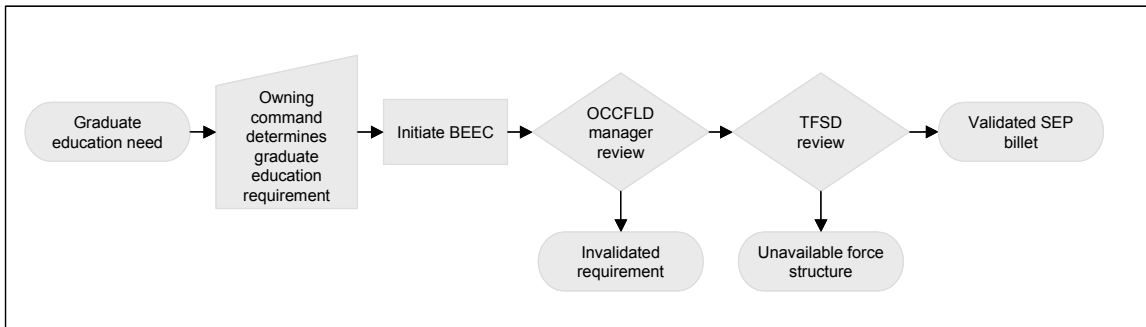 Graduate
education need
Owning
command
determines
graduate
education
requirement
Initiate BEEC
OCCFLD
manager
review
TFSD
review
Validated SEP
billet
Invalidated
requirement
Unavailable force
structure